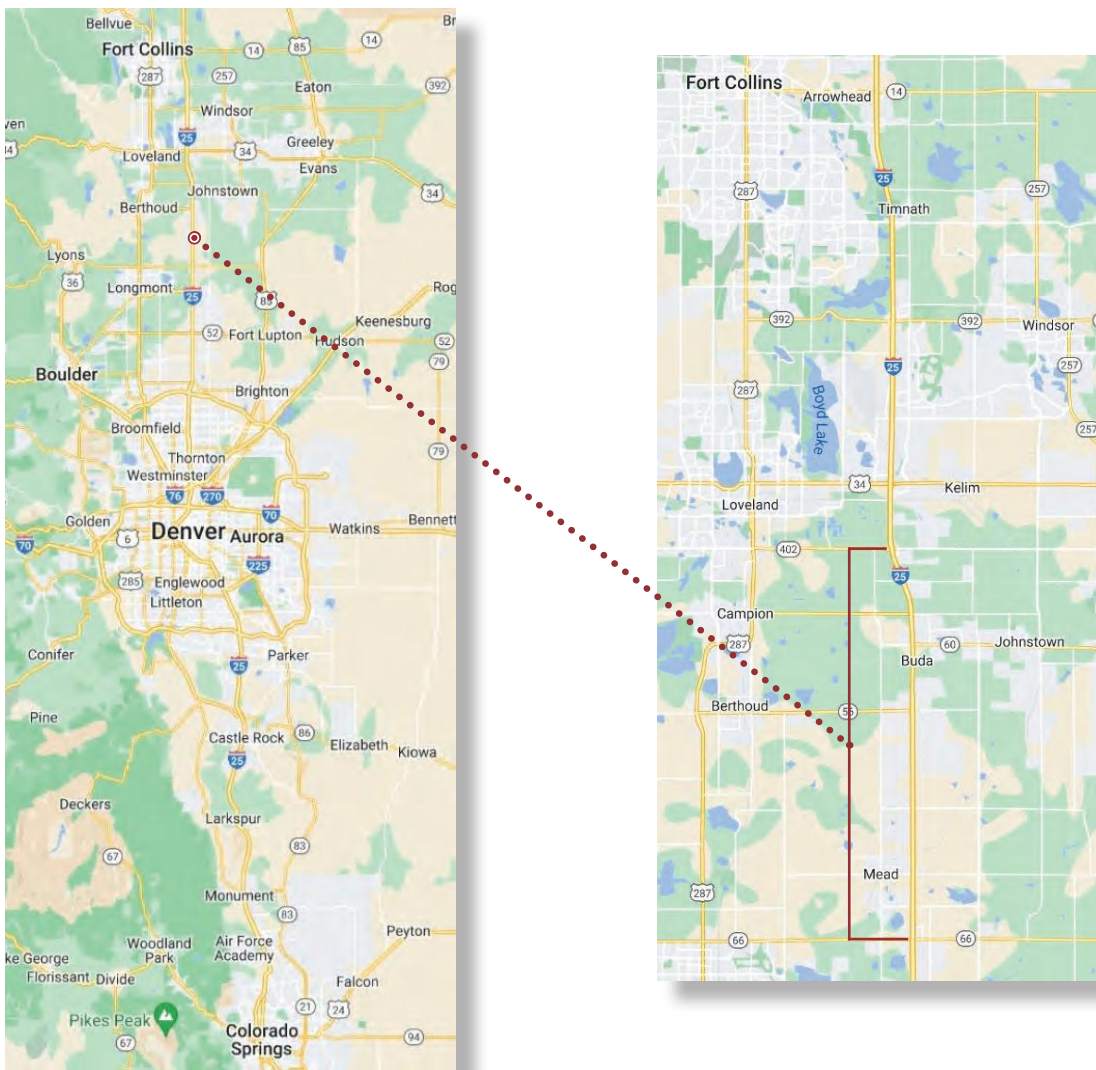 Bellvue
Br
Fort Collins
14
85
14
287
257
Eaton
392
Windsor
ven
25
Greeley
34
Loveland
34
Evans
Johnstown
34
Berthoud
Lyons
36
Longmont
25
85
Rog
Keenesburg
52
Fort Lupton
Hudson
52
79
Boulder
Brighton
Broomfield
79
Thornton
Westminster
76
270
Golden
70
Bennett
Denver
Aurora
Watkins
6
70
225
285
Englewood
Littleton
Conifer
25
Parker
Pine
86
Castle Rock
Elizabeth
Kiowa
25
Deckers
Larkspur
67
83
Monument
83
Peyton
Woodland
Park
Air Force
Academy
ke George
Florissant
Divide
Falcon
21
24
Pikes Peak
67
Colorado
Springs
94
Fort Collins
Arrowhead
14
25
287
257
Timnath
392
392
Windsor
25
257
287
Boyd Lake
257
34
Kelim
Loveland
402
25
Campion
287
60
Johnstown
Buda
Berthoud
56
Mead
287
66
66